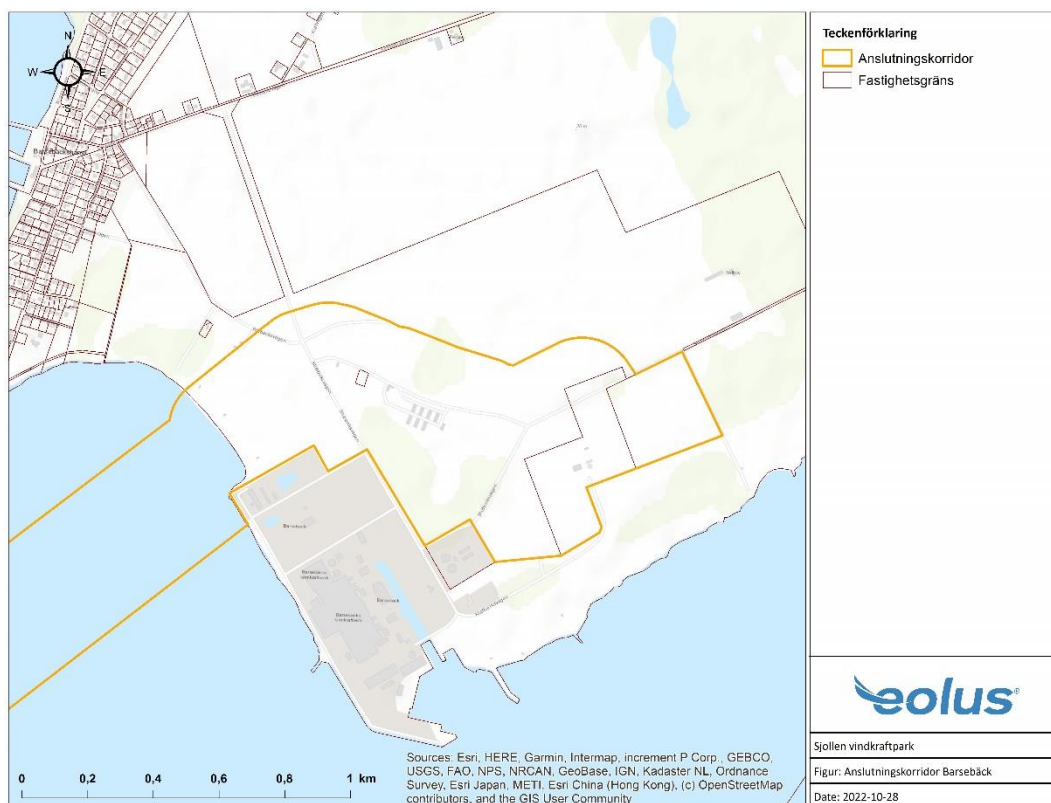 Teckenförklaring
Anslutningskorridor
Fastighetsgräns
N
W
E
S
Barsebäck
Barsebäck
0 0,2 0,4 0,6 0,8 1 km
Sources: Esri, HERE, Garmin, Intermap, increment P Corp., GEBCO,
USGS, FAO, NPS, NRCAN, GeoBase, IGN, Kadaster NL, Ordnance
Survey, Esri Japan, METI, Esri China (Hong Kong), (c) OpenStreetMap
contributors, and the GIS User Community
eolus®
Sjollen vindkraftpark
Figur: Anslutningskorridor Barsebäck
Date: 2022-10-28